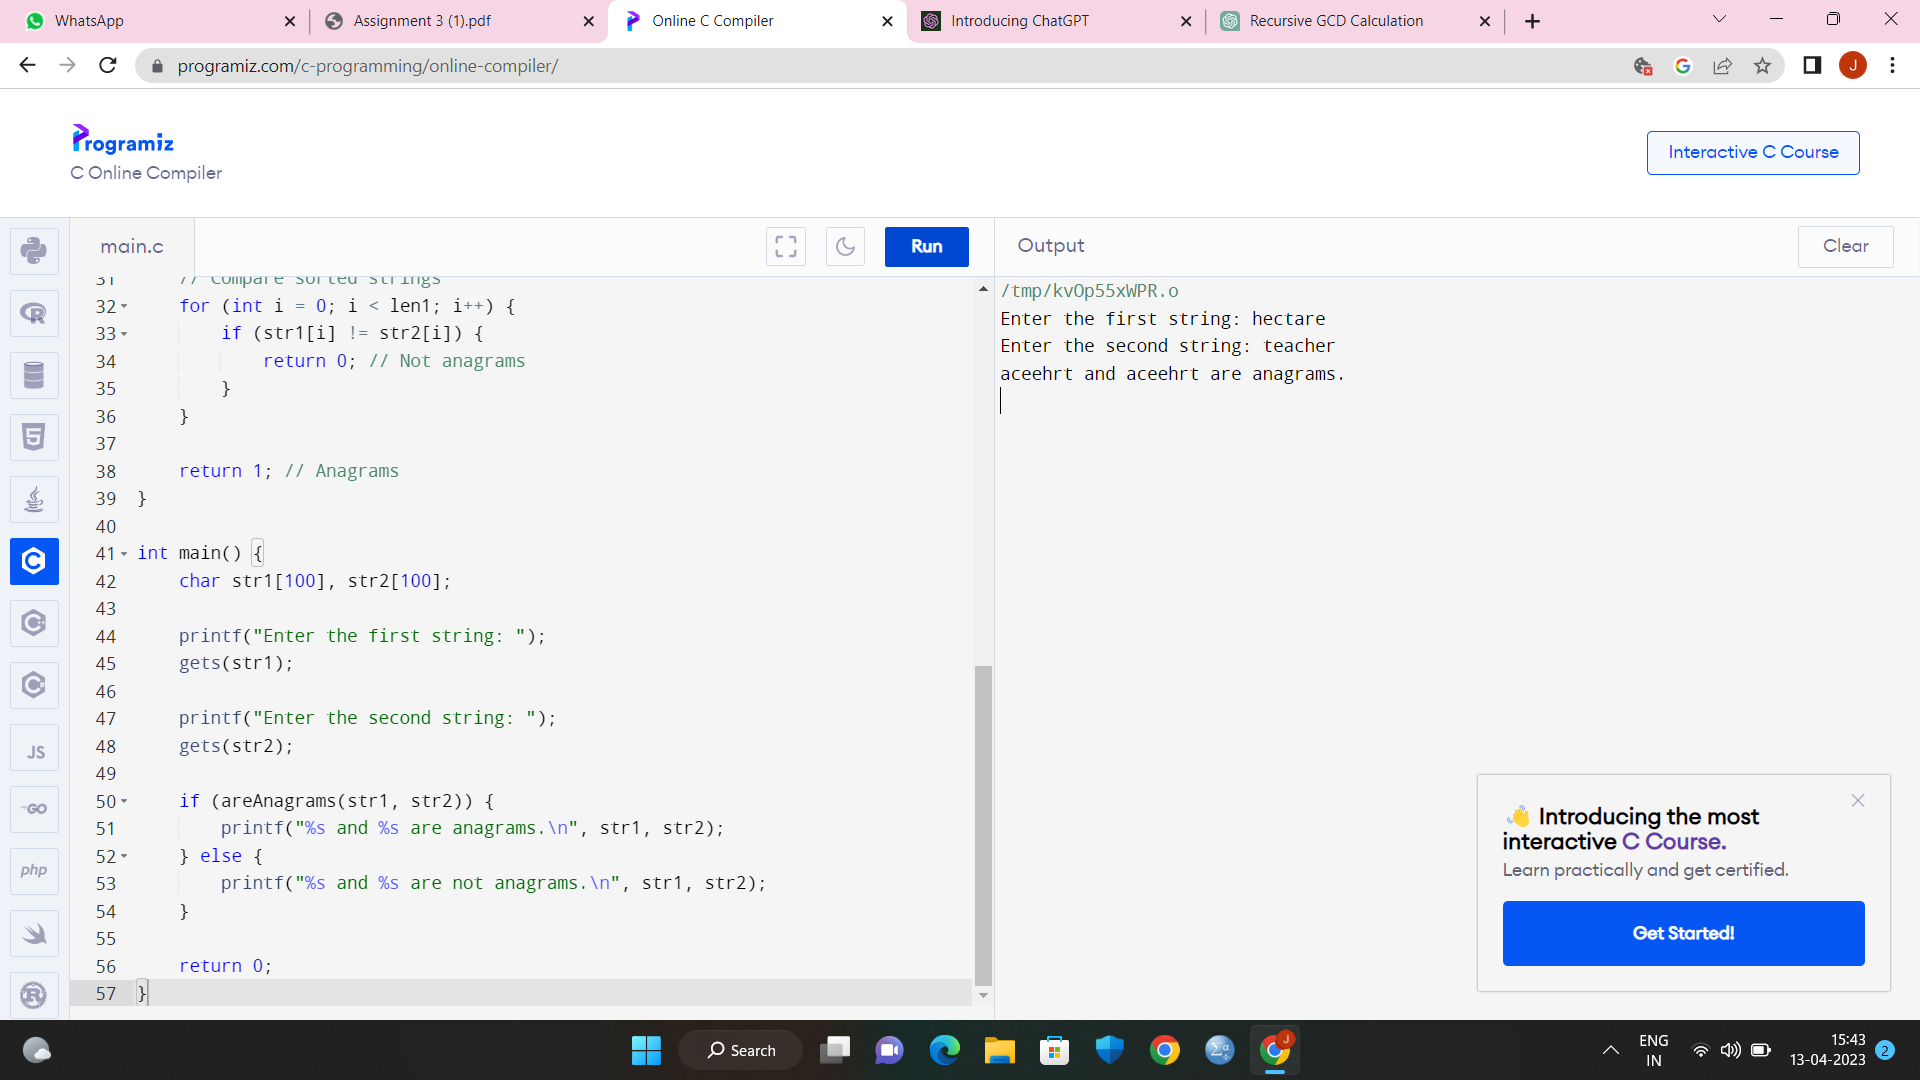 WhatsApp
Assignment 3 (1).pdf
Online C Compiler
Introducing ChatGPT
Recursive GCD Calculation
programiz.com/c-programming/online-compiler/
J
Programiz
C Online Compiler
Interactive C Course
main.c
Run
Output
Clear
31 // Compare sorted strings
32 for (int i = 0; i < len1; i++) {
33 if (str1[i] != str2[i]) {
34 return 0; // Not anagrams
35 }
36 }
37
38 return 1; // Anagrams
39 }
40
41 int main() {
42 char str1[100], str2[100];
43
44 printf("Enter the first string: ");
45 gets(str1);
46
47 printf("Enter the second string: ");
48 gets(str2);
49
50 if (areAnagrams(str1, str2)) {
51 printf("%s and %s are anagrams.\n", str1, str2);
52 } else {
53 printf("%s and %s are not anagrams.\n", str1, str2);
54 }
55
56 return 0;
57 }
/tmp/kvOp55xWPR.o
Enter the first string: hectare
Enter the second string: teacher
aceehrt and aceehrt are anagrams.
JS
GO
php
👋 Introducing the most
interactive C Course.
Learn practically and get certified.
Get Started!
Search
J
ENG
IN
15:43
13-04-2023
2